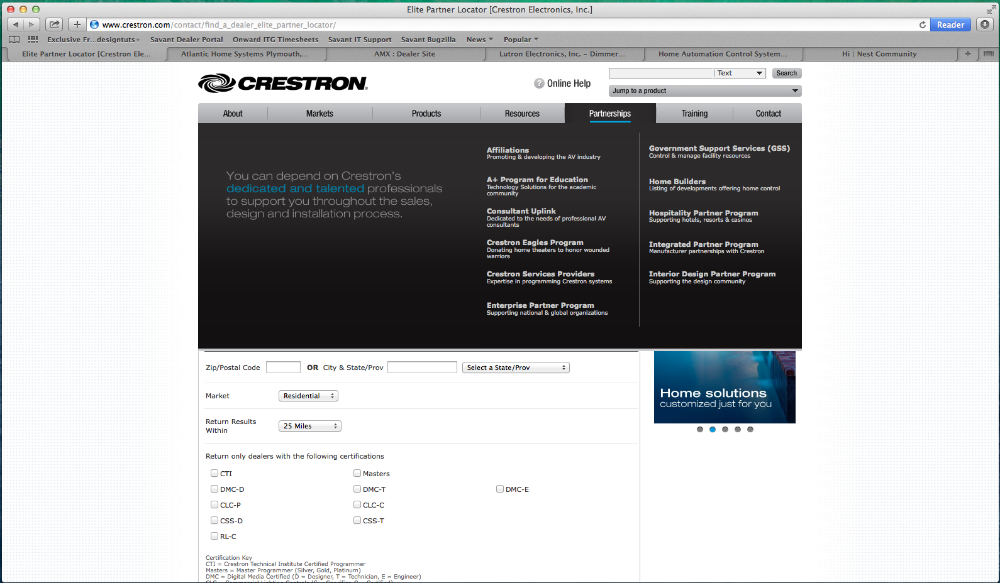 Elite Partner Locator [Crestron Electronics, Inc.]
www.crestron.com/contact/find_a_dealer_elite_partner_locator/
Reader
Exclusive Fr...designtuts+ Savant Dealer Portal Onward ITG Timesheets Savant IT Support Savant Bugzilla News Popular
Elite Partner Locator [Crestron Ele... Atlantic Home Systems Plymouth,... AMX : Dealer Site Lutron Electronics, Inc. – Dimmer... Home Automation Control System... Hi | Nest Community
CRESTRON
Online Help
Text
Search
Jump to a product
About Markets Products Resources Partnerships Training Contact
You can depend on Crestron's
dedicated and talented professionals
to support you throughout the sales,
design and installation process.
Affiliations
Promoting & developing the AV industry
A+ Program for Education
Technology Solutions for the academic
community
Consultant Uplink
Dedicated to the needs of professional AV
consultants
Crestron Eagles Program
Donating home theaters to honor wounded
warriors
Crestron Services Providers
Expertise in programming Crestron systems
Enterprise Partner Program
Supporting national & global organizations
Government Support Services (GSS)
Control & manage facility resources
Home Builders
Listing of developments offering home control
Hospitality Partner Program
Supporting hotels, resorts & casinos
Integrated Partner Program
Manufacturer partnerships with Crestron
Interior Design Partner Program
Supporting the design community
Zip/Postal Code OR City & State/Prov Select a State/Prov
Market Residential
Return Results
Within
25 Miles
Return only dealers with the following certifications
CTI Masters
DMC-D DMC-T DMC-E
CLC-P CLC-C
CSS-D CSS-T
RL-C
Certification Key
CTI = Crestron Technical Institute Certified Programmer
Masters = Master Programmer (Silver, Gold, Platinum)
DMC = Digital Media Certified (D = Designer, T = Technician, E = Engineer)
Home solutions
customized just for you